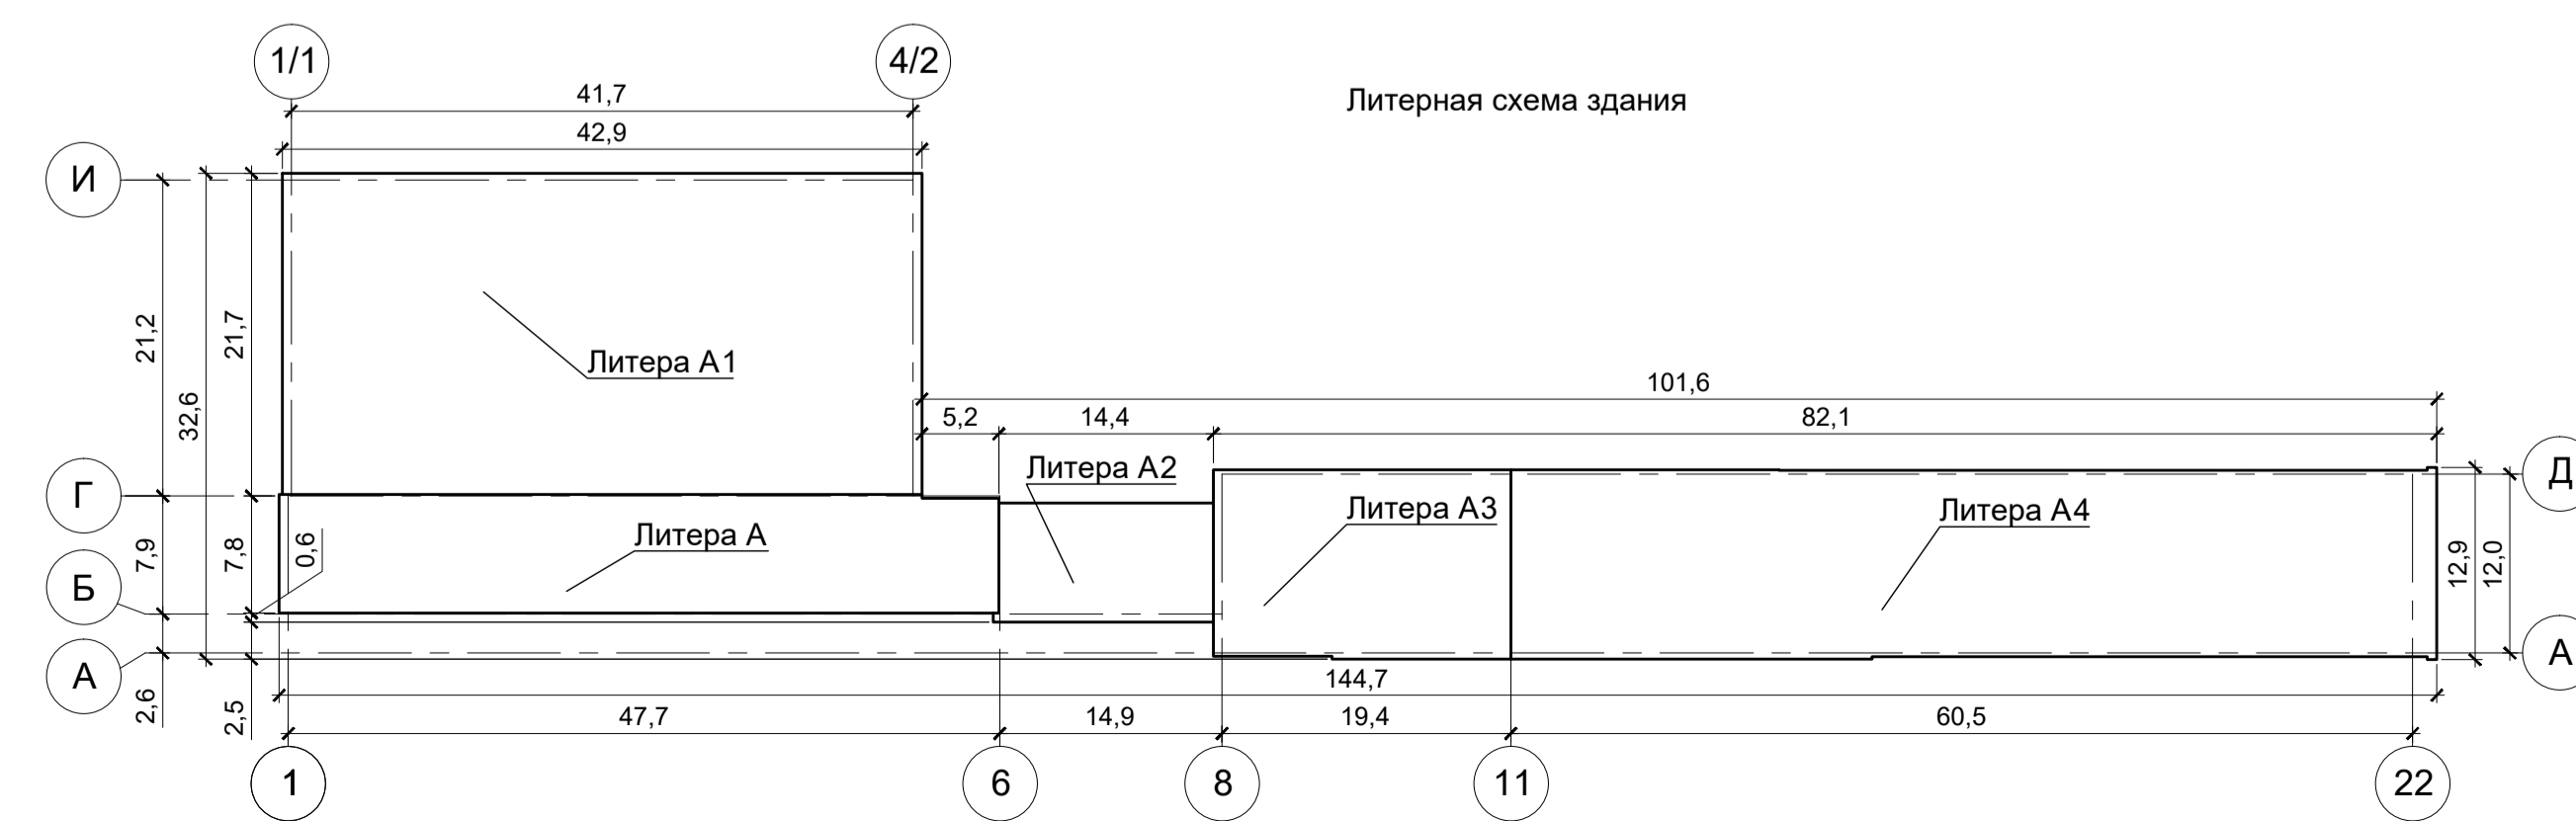 1/1
4/2
41,7
42,9
Литерная схема здания
И
21,2
32,6
21,7
Литера А1
101,6
5,2
14,4
82,1
Литера А2
Г
Литера А
Литера А3
Литера А4
Д
7,9
7,8
0,6
12,9
12,0
Б
А
А
2,6
2,5
144,7
47,7
14,9
19,4
60,5
1
6
8
11
22